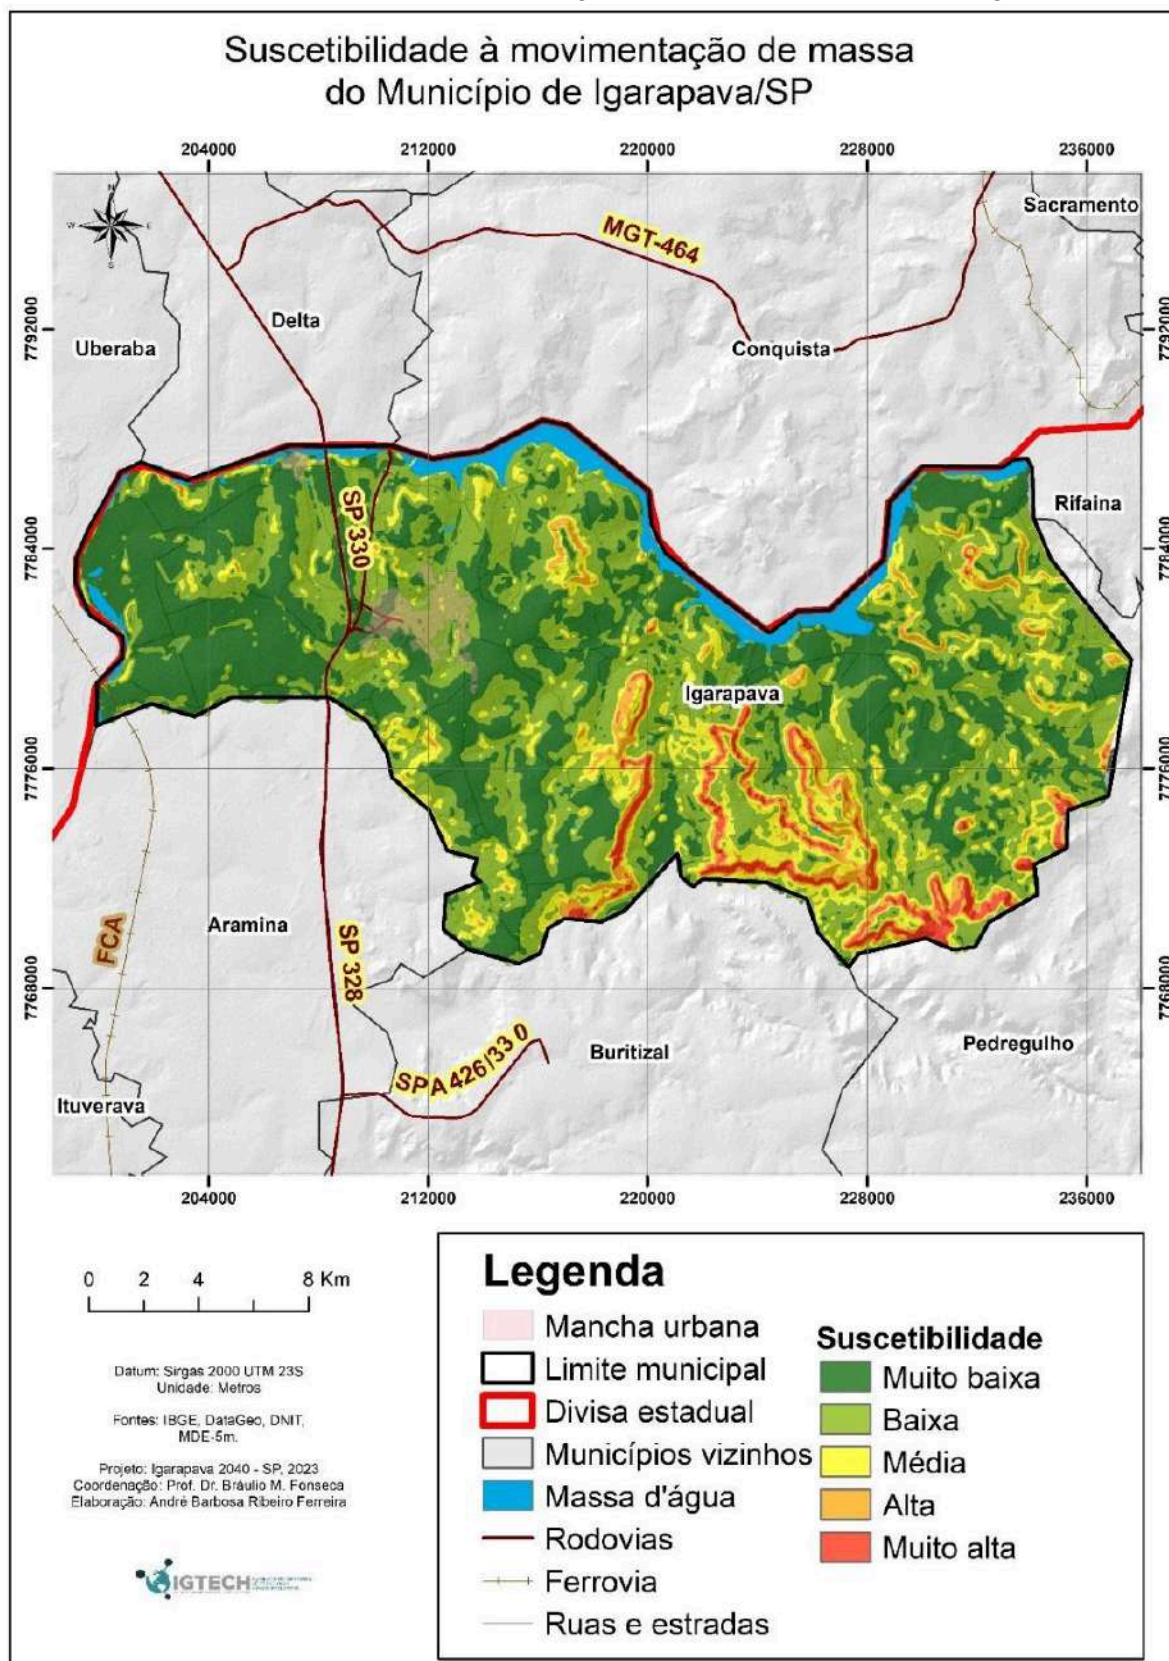 Suscetibilidade à movimentação de massa
do Município de Igarapava/SP
204000
212000
220000
228000
236000
N
W
E
S
Sacramento
MGT-464
7792000
7792000
Delta
Uberaba
Conquista
Rifaina
SP 330
7784000
7784000
Igarapava
7776000
7776000
Aramina
FCA
SP 328
7768000
7768000
Buritizal
Pedregulho
SPA 426/33 0
Ituverava
204000
212000
220000
228000
236000
0 2 4 8 Km
Datum: Sirgas 2000 UTM 23S
Unidade: Metros
Fontes: IBGE, DataGeo, DNIT,
MDE-5m.
Projeto: Igarapava 2040 - SP, 2023
Coordenação: Prof. Dr. Bráulio M. Fonseca
Elaboração: André Barbosa Ribeiro Ferreira
IGTECH
Legenda
Mancha urbana
Limite municipal
Divisa estadual
Municípios vizinhos
Massa d'água
Rodovias
Ferrovia
Ruas e estradas
Suscetibilidade
Muito baixa
Baixa
Média
Alta
Muito alta